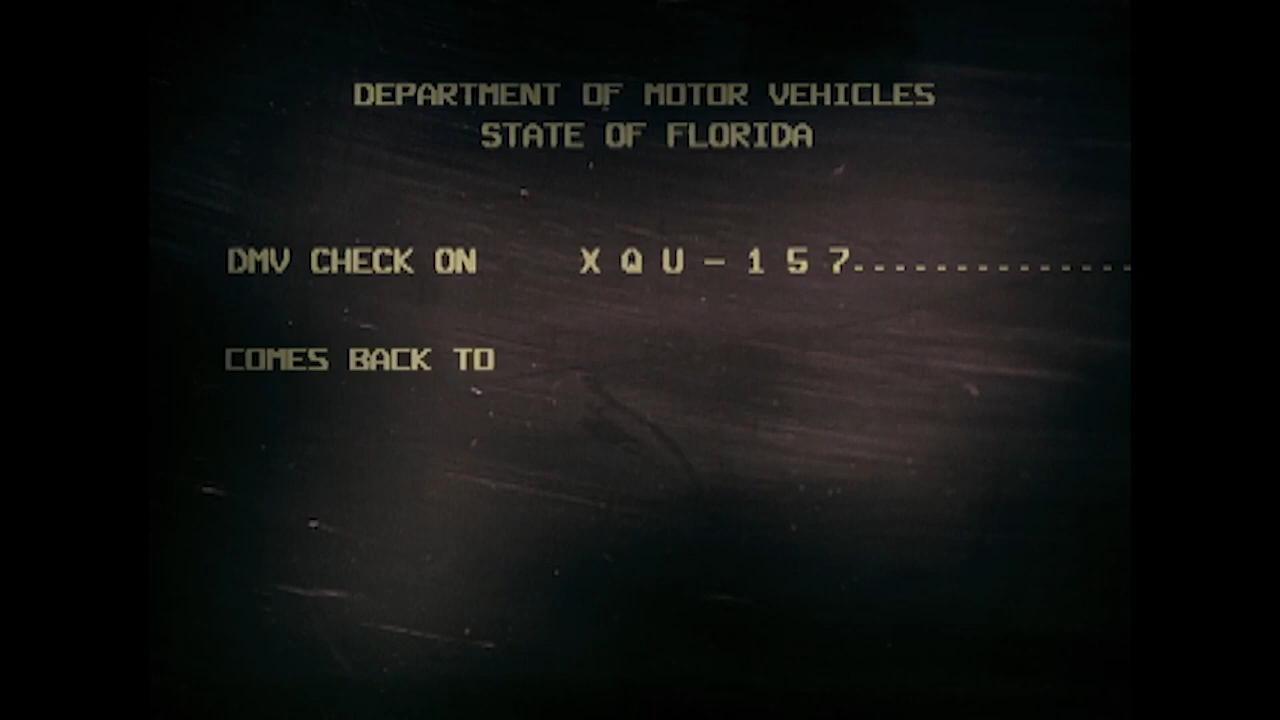 DEPARTMENT OF MOTOR VEHICLES
STATE OF FLORIDA
DMV CHECK ON X Q U - 1 5 7..............
COMES BACK TO